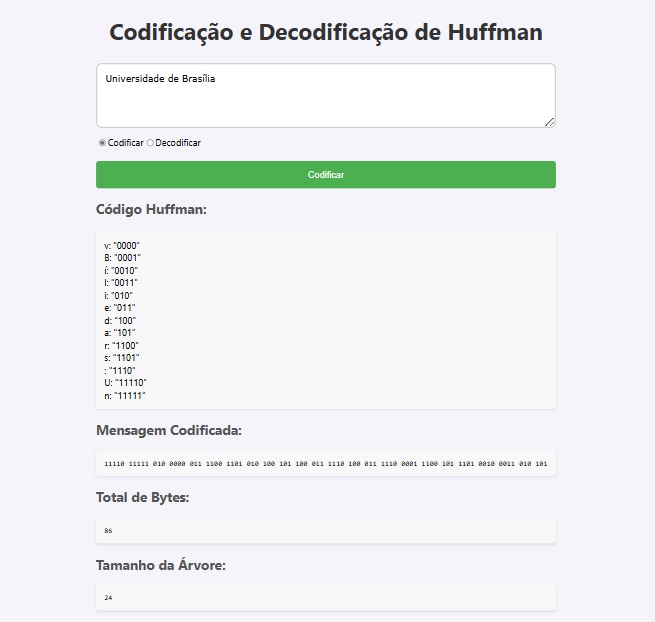 Codificação e Decodificação de Huffman
Universidade de Brasília
Codificar Decodificar
Codificar
Código Huffman:
v: "0000"
B: "0001"
í: "0010"
l: "0011"
i: "010"
e: "011"
d: "100"
a: "101"
r: "1100"
s: "1101"
: "1110"
U: "11110"
n: "11111"
Mensagem Codificada:
11110 11111 010 0000 011 1100 1101 010 100 101 100 011 1110 100 011 1110 0001 1100 101 1101 0010 0011 010 101
Total de Bytes:
86
Tamanho da Árvore:
24